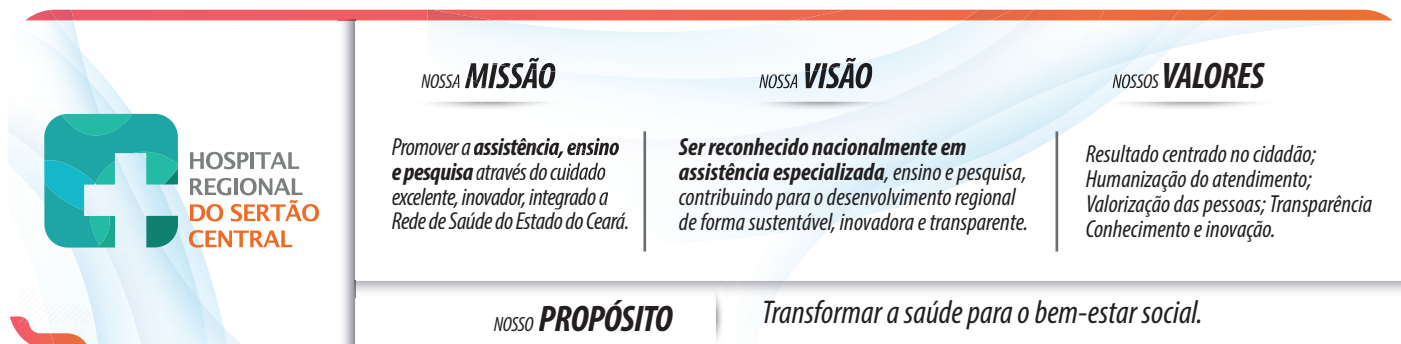 HOSPITAL
REGIONAL
DO SERTÃO
CENTRAL
NOSSA MISSÃO
Promover a assistência, ensino
e pesquisa através do cuidado
excelente, inovador, integrado a
Rede de Saúde do Estado do Ceará.
NOSSA VISÃO
Ser reconhecido nacionalmente em
assistência especializada, ensino e pesquisa,
contribuindo para o desenvolvimento regional
de forma sustentável, inovadora e transparente.
NOSSOS VALORES
Resultado centrado no cidadão;
Humanização do atendimento;
Valorização das pessoas; Transparência
Conhecimento e inovação.
NOSSO PROPÓSITO
Transformar a saúde para o bem-estar social.